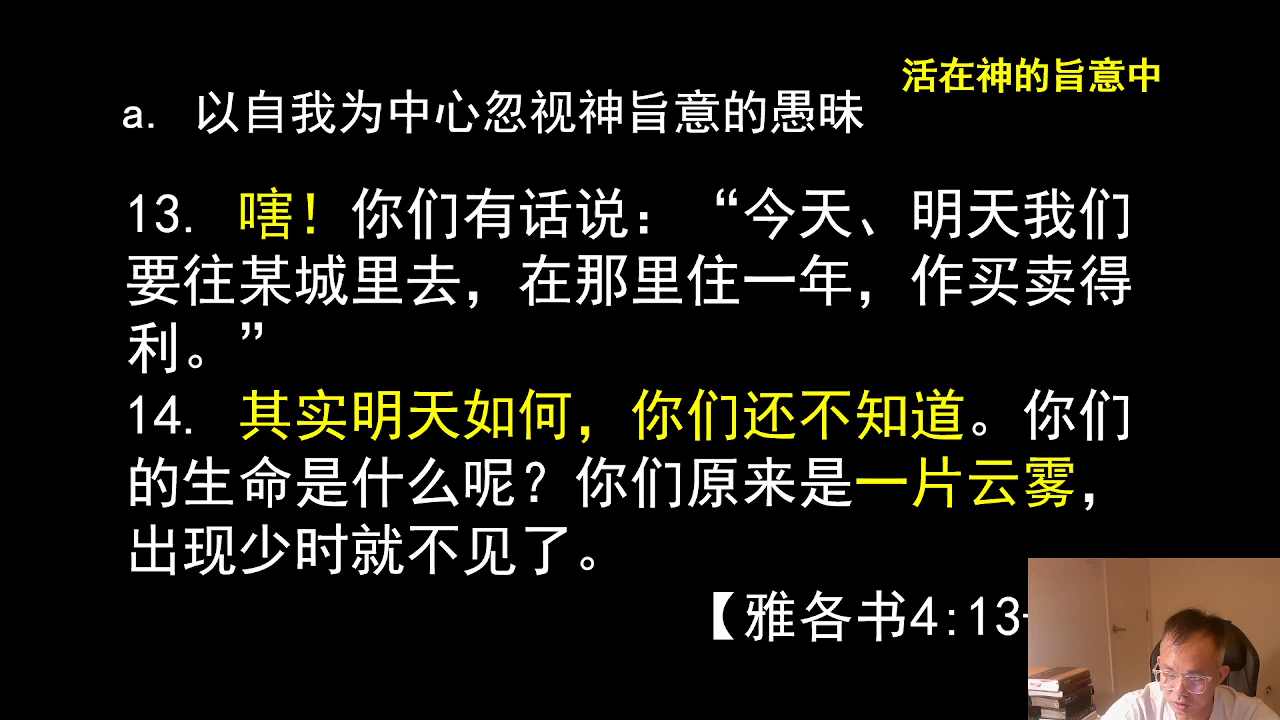 活在神的旨意中
a. 以自我为中心忽视神旨意的愚昧
13. 嗐！你们有话说：“今天、明天我们
要往某城里去，在那里住一年，作买卖得
利。”
14. 其实明天如何，你们还不知道。你们
的生命是什么呢？你们原来是一片云雾，
出现少时就不见了。
【雅各书4:13-